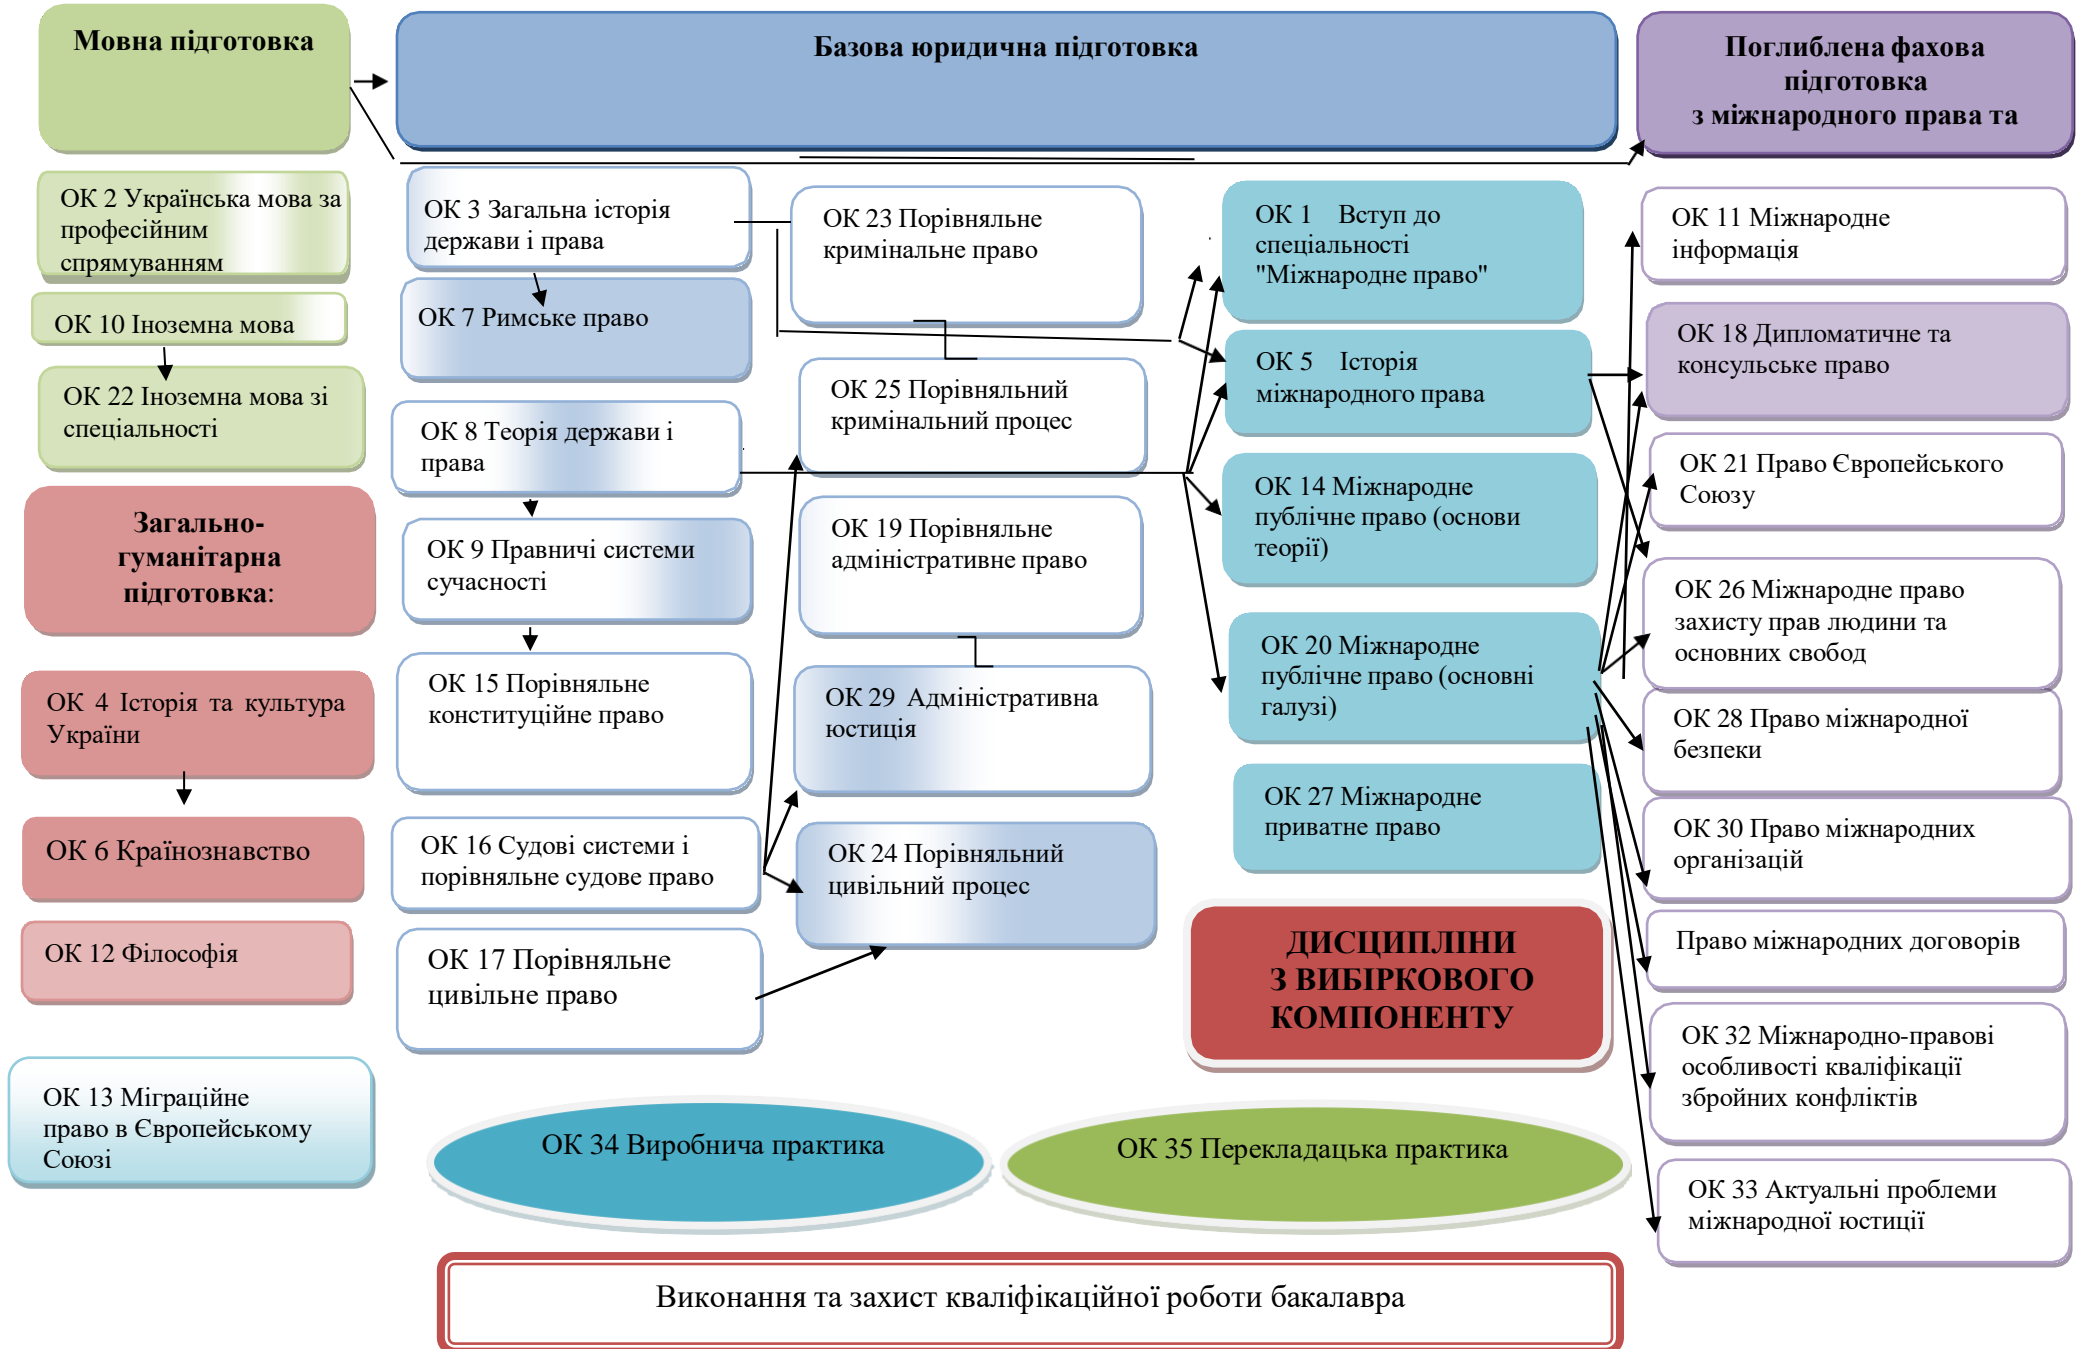 Мовна підготовка
Базова юридична підготовка
Поглиблена фахова
підготовка
з міжнародного права та
ОК 2 Українська мова за
професійним
спрямуванням
ОК 10 Іноземна мова
ОК 22 Іноземна мова зі
спеціальності
Загально-
гуманітарна
підготовка:
ОК 4 Історія та культура
України
ОК 6 Країнознавство
ОК 12 Філософія
ОК 13 Міграційне
право в Європейському
Союзі
ОК 3 Загальна історія
держави і права
ОК 7 Римське право
ОК 8 Теорія держави і
права
ОК 9 Правничі системи
сучасності
ОК 15 Порівняльне
конституційне право
ОК 16 Судові системи і
порівняльне судове право
ОК 17 Порівняльне
цивільне право
ОК 23 Порівняльне
кримінальне право
ОК 25 Порівняльний
кримінальний процес
ОК 19 Порівняльне
адміністративне право
ОК 29 Адміністративна
юстиція
ОК 24 Порівняльний
цивільний процес
ОК 1 Вступ до
спеціальності
"Міжнародне право"
ОК 5 Історія
міжнародного права
ОК 14 Міжнародне
публічне право (основи
теорії)
ОК 20 Міжнародне
публічне право (основні
галузі)
ОК 27 Міжнародне
приватне право
ДИСЦИПЛІНИ
З ВИБІРКОВОГО
КОМПОНЕНТУ
ОК 11 Міжнародне
інформація
ОК 18 Дипломатичне та
консульське право
ОК 21 Право Європейського
Союзу
ОК 26 Міжнародне право
захисту прав людини та
основних свобод
ОК 28 Право міжнародної
безпеки
ОК 30 Право міжнародних
організацій
Право міжнародних договорів
ОК 32 Міжнародно-правові
особливості кваліфікації
збройних конфліктів
ОК 33 Актуальні проблеми
міжнародної юстиції
ОК 34 Виробнича практика
ОК 35 Перекладацька практика
Виконання та захист кваліфікаційної роботи бакалавра